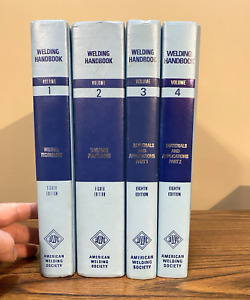 WELDING
HANDBOOK
VOLUME
1
WELDING
TECHNOLOGY
EIGHTH
EDITION
AMERICAN
WELDING
SOCIETY
WELDING
HANDBOOK
VOLUME
2
WELDING
PROCESSES
EIGHTH
EDITION
AMERICAN
WELDING
SOCIETY
WELDING
HANDBOOK
VOLUME
3
MATERIALS
AND
APPLICATIONS
PART 1
EIGHTH
EDITION
AMERICAN
WELDING
SOCIETY
WELDING
HANDBOOK
VOLUME
4
MATERIALS
AND
APPLICATIONS
PART 2
EIGHTH
EDITION
AMERICAN
WELDING
SOCIETY